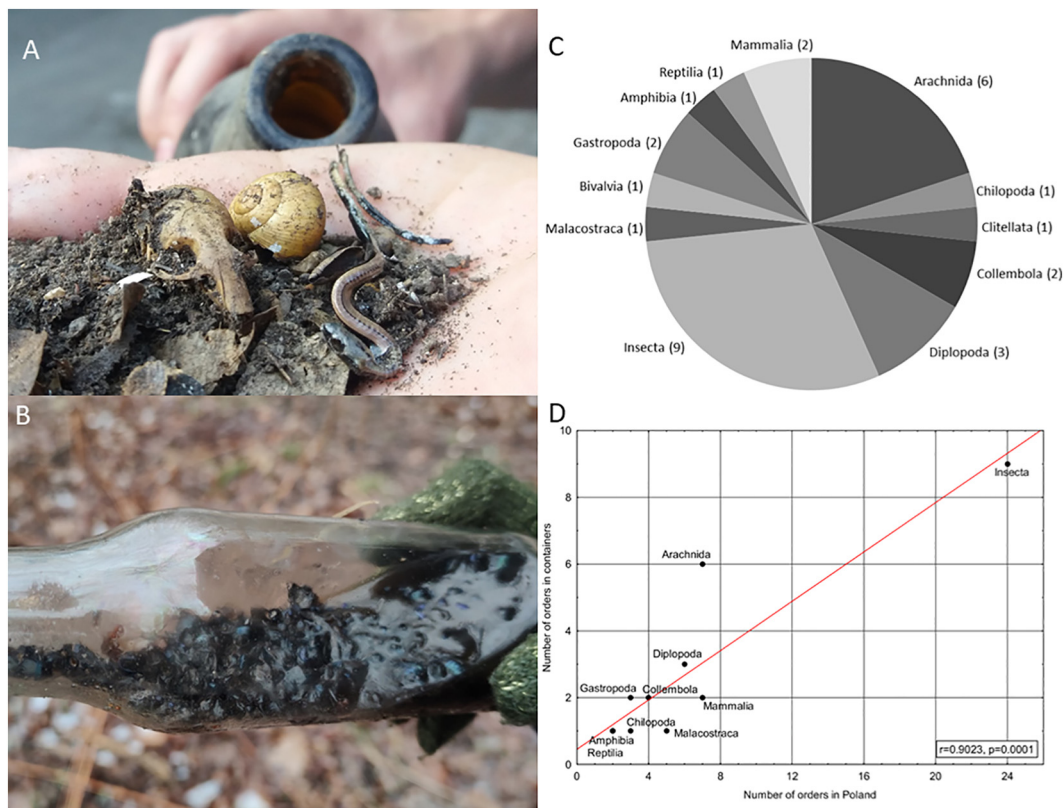 A
B
C
Mammalia (2)
Reptilia (1)
Amphibia (1)
Gastropoda (2)
Bivalvia (1)
Malacostraca (1)
Insecta (9)
Arachnida (6)
Chilopoda (1)
Clitellata (1)
Collembola (2)
Diplopoda (3)
D
Number of orders in containers
10
8
6
4
2
0
Insecta
Arachnida
Diplopoda
Gastropoda
Collembola
Mammalia
Chilopoda
Malacostraca
Amphibia
Reptilia
r=0.9023, p=0.0001
0
4
8
12
16
20
24
Number of orders in Poland